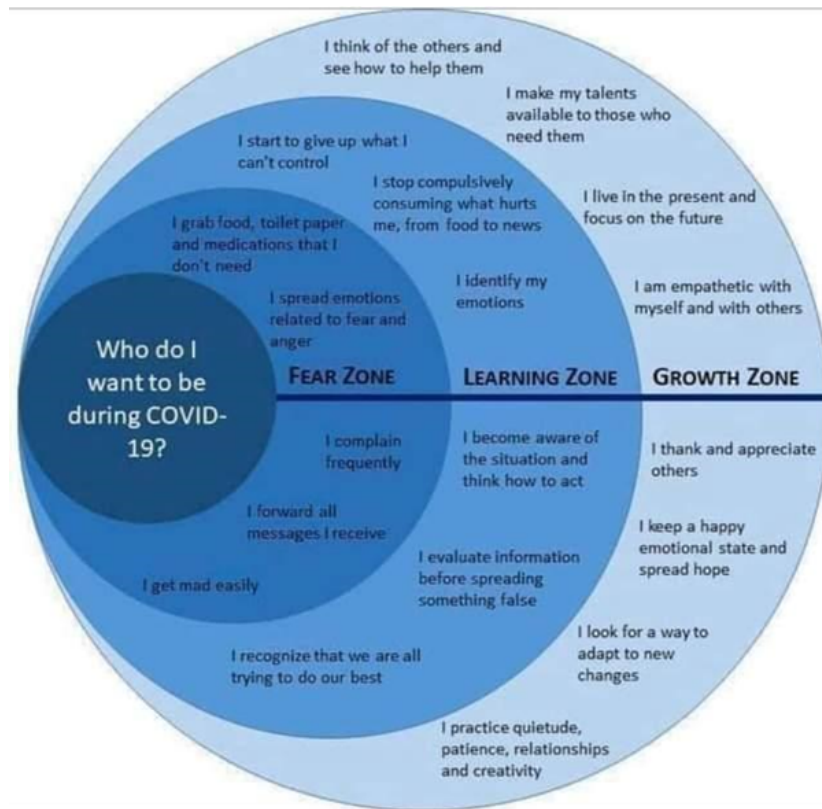 I think of the others and
see how to help them
I make my talents
available to those who
need them
I start to give up what I
can't control
I stop compulsively
consuming what hurts
me, from food to news
I live in the present and
focus on the future
I grab food, toilet paper
and medications that I
don't need
I identify my
emotions
I am empathetic with
myself and with others
I spread emotions
related to fear and
anger
Who do I
want to be
during COVID-
19?
FEAR ZONE
LEARNING ZONE
GROWTH ZONE
I complain
frequently
I become aware of
the situation and
think how to act
I thank and appreciate
others
I forward all
messages I receive
I keep a happy
emotional state and
spread hope
I evaluate information
before spreading
something false
I get mad easily
I look for a way to
adapt to new
changes
I recognize that we are all
trying to do our best
I practice quietude,
patience, relationships
and creativity